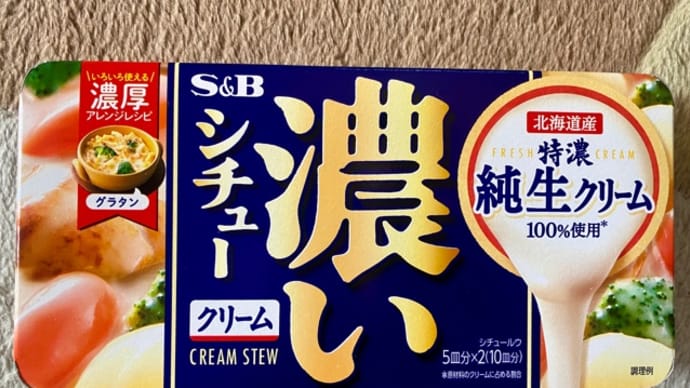 いろいろ使える
濃厚
アレンジレシピ
グラタン
S&B
濃い
シチュー
クリーム
CREAM STEW
北海道産
FRESH 特濃 CREAM
純生クリーム
100%使用*
シチュールウ
5皿分×2(10皿分)
※原材料のクリームに占める割合
調理例